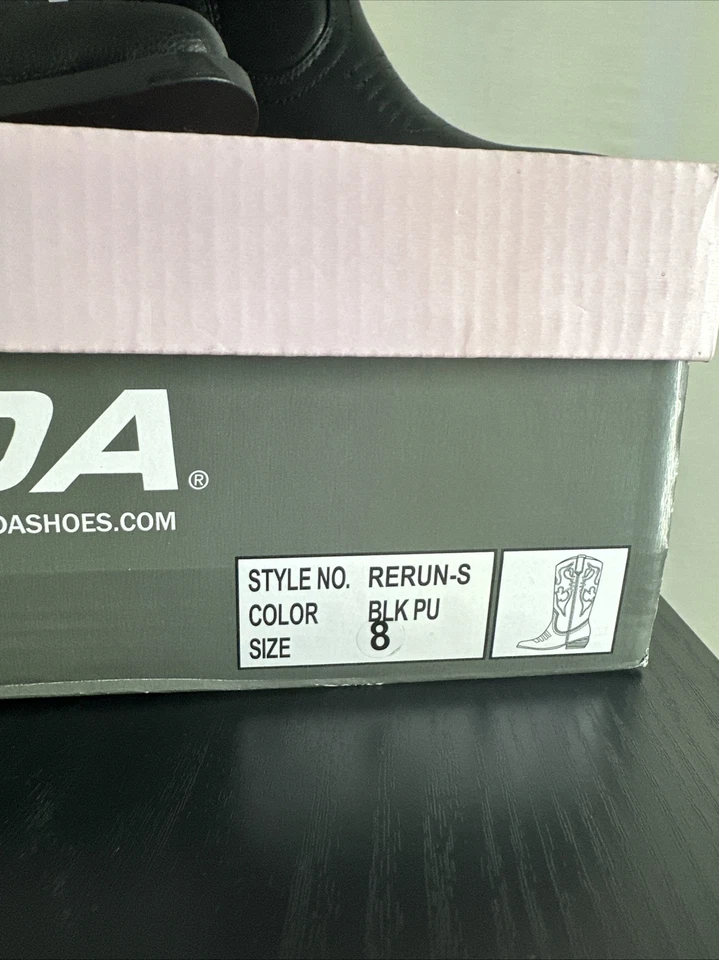 DA®
DASHOES.COM
STYLE NO. RERUN-S
COLOR BLK PU
SIZE 8